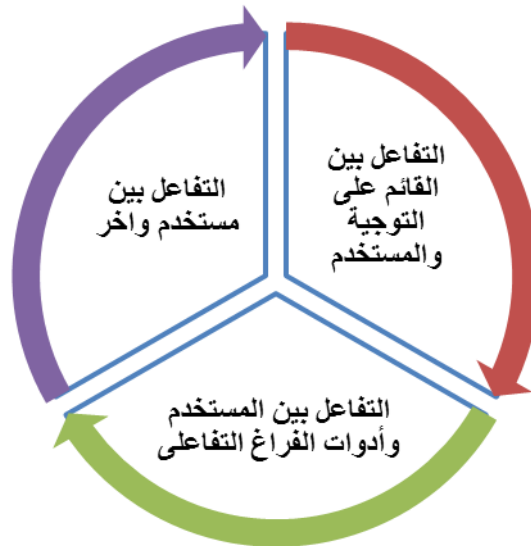 التفاعل بين
القائم على
التوجية
والمستخدم
التفاعل بين
مستخدم واخر
التفاعل بين المستخدم
وأدوات الفراغ التفاعلى